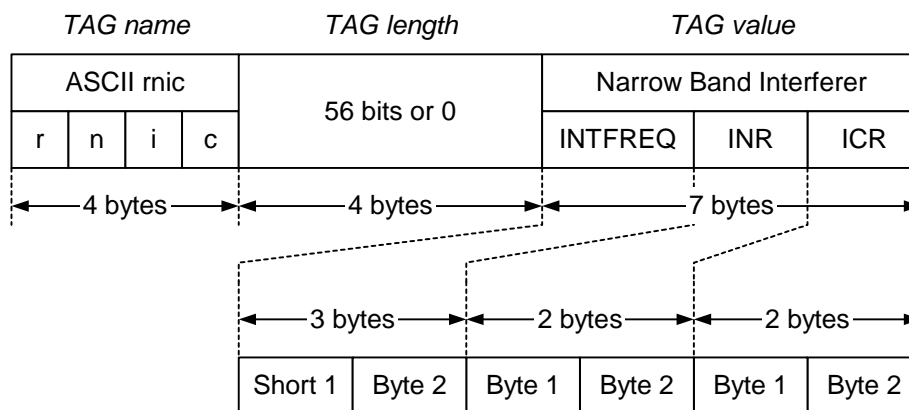 TAG name TAG length TAG value
ASCII rnic 56 bits or 0 Narrow Band Interferer
r n i c INTFREQ INR ICR
4 bytes 4 bytes 7 bytes
3 bytes 2 bytes 2 bytes
Short 1 Byte 2 Byte 1 Byte 2 Byte 1 Byte 2